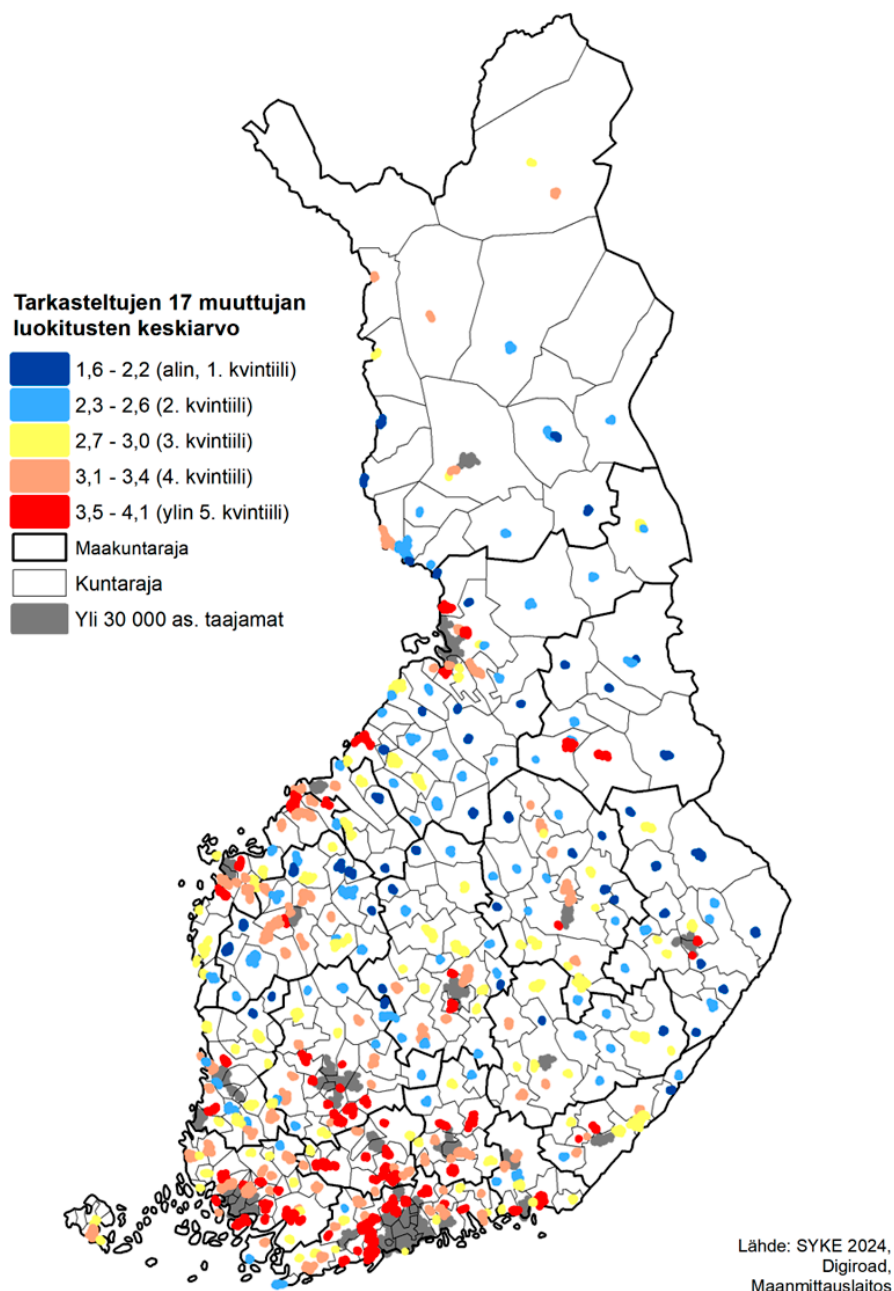 Tarkasteltujen 17 muuttujan
luokitusten keskiarvo
1,6 - 2,2 (alin, 1. kvintiili)
2,3 - 2,6 (2. kvintiili)
2,7 - 3,0 (3. kvintiili)
3,1 - 3,4 (4. kvintiili)
3,5 - 4,1 (ylin 5. kvintiili)
Maakuntaraja
Kuntaraja
Yli 30 000 as. taajamat
Lähde: SYKE 2024,
Digiroad,
Maanmittauslaitos